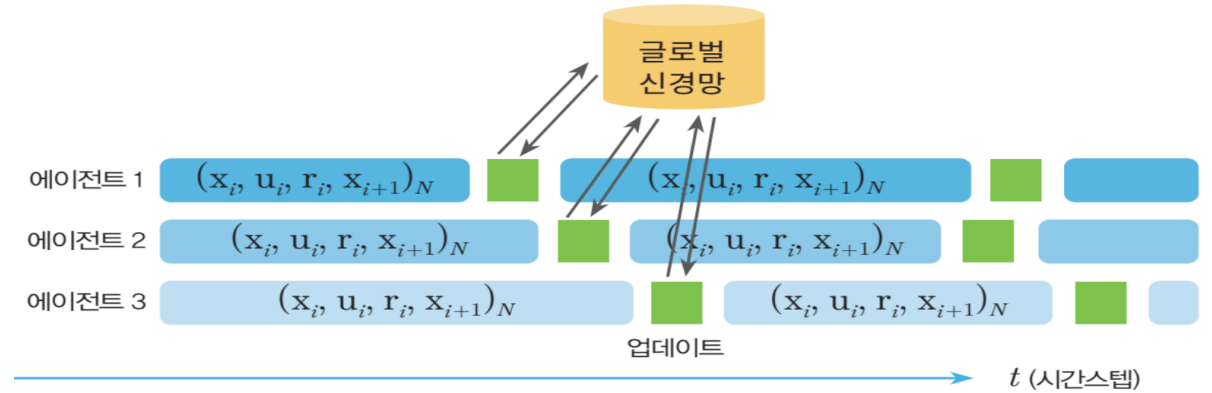 글로벌
신경망
에이전트 1 (x_i, u_i, r_i, x_{i+1})_N (x_i, u_i, r_i, x_{i+1})_N
에이전트 2 (x_i, u_i, r_i, x_{i+1})_N (x_i, u_i, r_i, x_{i+1})_N
에이전트 3 (x_i, u_i, r_i, x_{i+1})_N (x_i, u_i, r_i, x_{i+1})_N
업데이트
t (시간스텝)